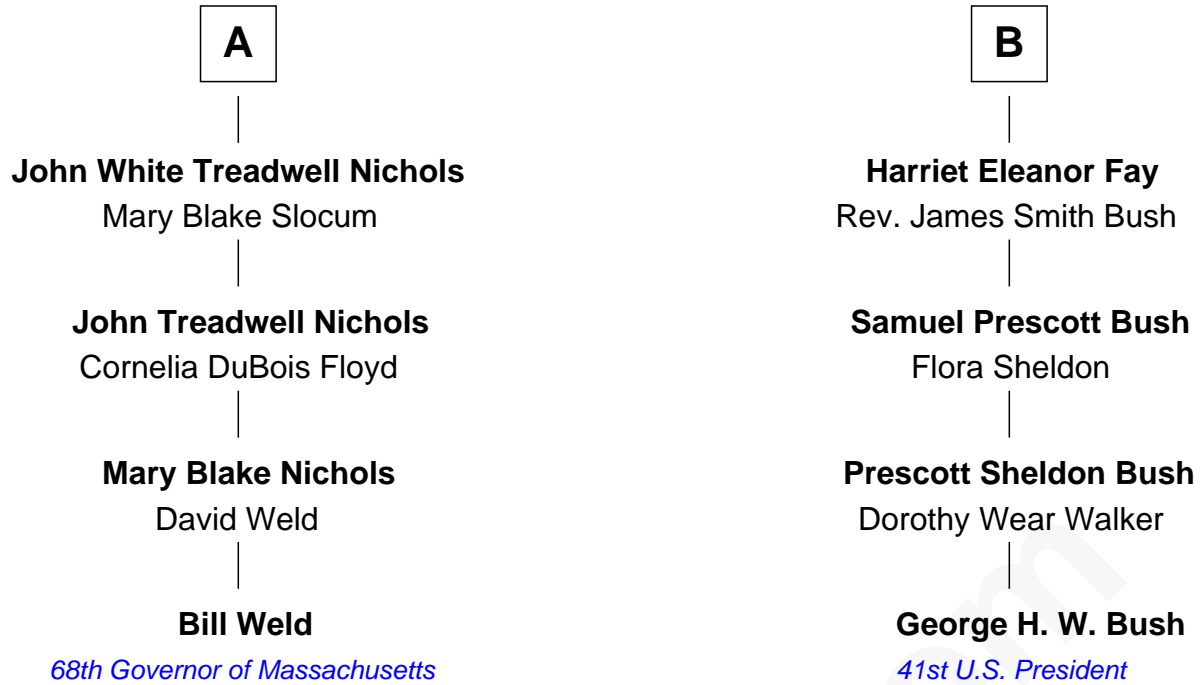 A
John White Treadwell Nichols
Mary Blake Slocum
John Treadwell Nichols
Cornelia DuBois Floyd
Mary Blake Nichols
David Weld
Bill Weld
68th Governor of Massachusetts
B
Harriet Eleanor Fay
Rev. James Smith Bush
Samuel Prescott Bush
Flora Sheldon
Prescott Sheldon Bush
Dorothy Wear Walker
George H. W. Bush
41st U.S. President